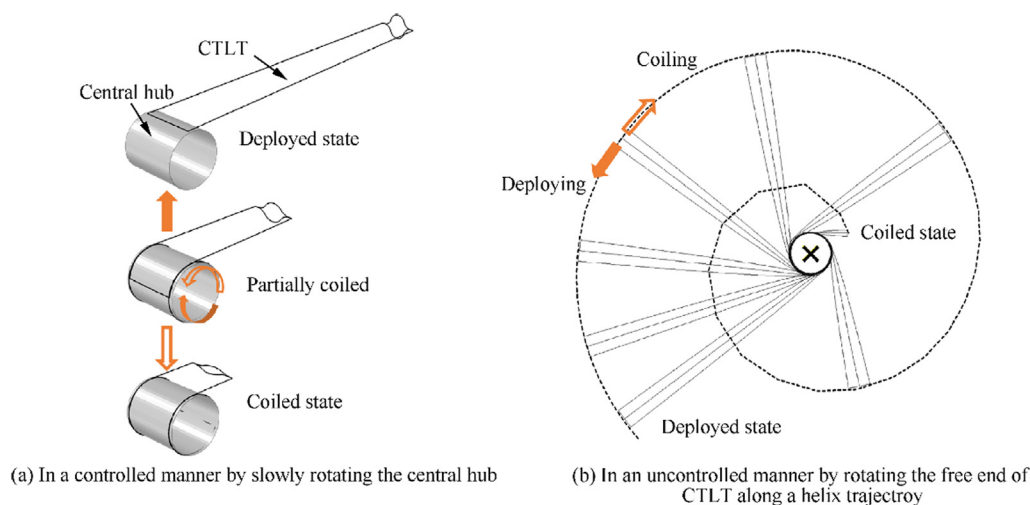 CTLT
Central hub
Deployed state
Partially coiled
Coiled state
(a) In a controlled manner by slowly rotating the central hub
Coiling
Deploying
Coiled state
Deployed state
(b) In an uncontrolled manner by rotating the free end of
CTLT along a helix trajectroy